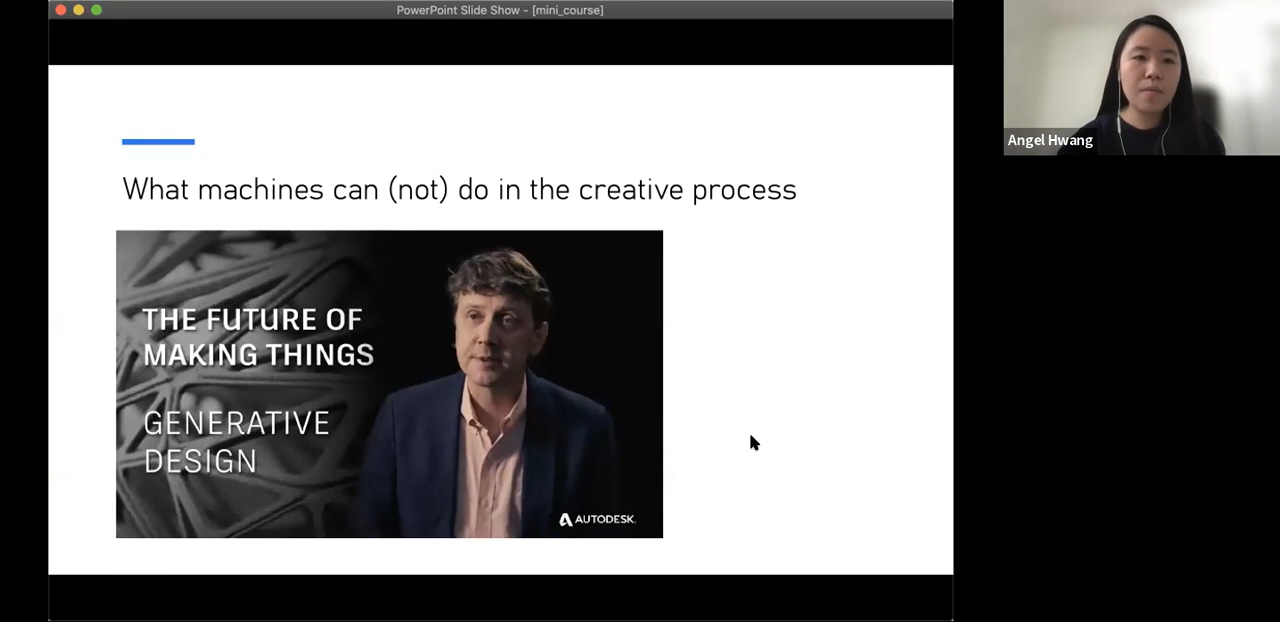 PowerPoint Slide Show - [mini_course]
What machines can (not) do in the creative process
THE FUTURE OF
MAKING THINGS
GENERATIVE
DESIGN
AUTODESK.
Angel Hwang